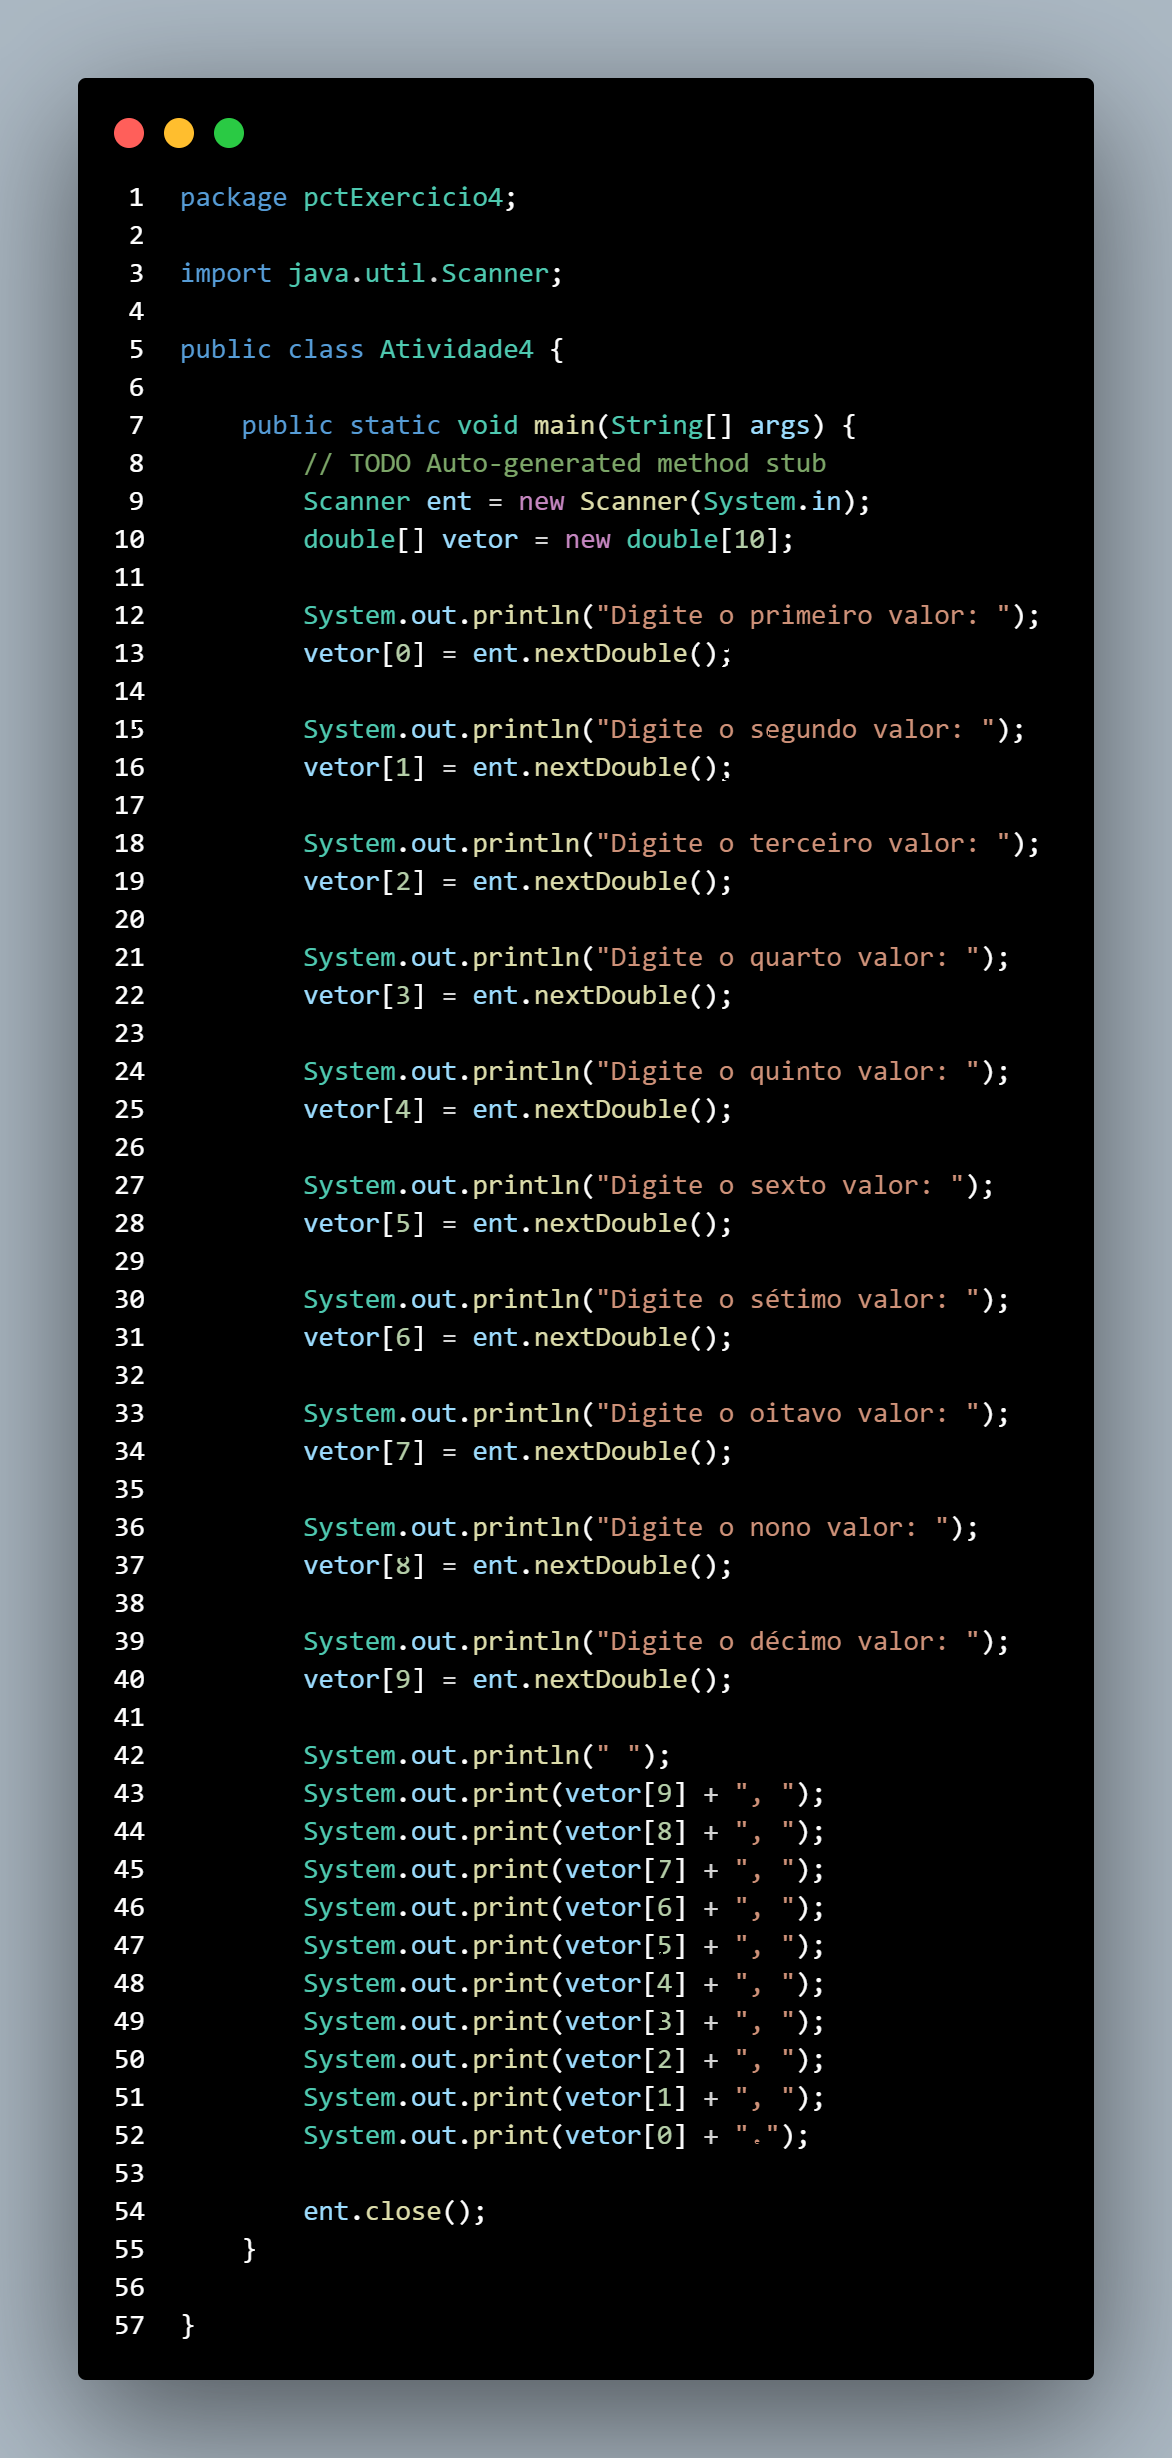 1 package pctExercicio4;
2
3 import java.util.Scanner;
4
5 public class Atividade4 {
6
7     public static void main(String[] args) {
8         // TODO Auto-generated method stub
9         Scanner ent = new Scanner(System.in);
10         double[] vetor = new double[10];
11
12         System.out.println("Digite o primeiro valor: ");
13         vetor[0] = ent.nextDouble();
14
15         System.out.println("Digite o segundo valor: ");
16         vetor[1] = ent.nextDouble();
17
18         System.out.println("Digite o terceiro valor: ");
19         vetor[2] = ent.nextDouble();
20
21         System.out.println("Digite o quarto valor: ");
22         vetor[3] = ent.nextDouble();
23
24         System.out.println("Digite o quinto valor: ");
25         vetor[4] = ent.nextDouble();
26
27         System.out.println("Digite o sexto valor: ");
28         vetor[5] = ent.nextDouble();
29
30         System.out.println("Digite o sétimo valor: ");
31         vetor[6] = ent.nextDouble();
32
33         System.out.println("Digite o oitavo valor: ");
34         vetor[7] = ent.nextDouble();
35
36         System.out.println("Digite o nono valor: ");
37         vetor[8] = ent.nextDouble();
38
39         System.out.println("Digite o décimo valor: ");
40         vetor[9] = ent.nextDouble();
41
42         System.out.println(" ");
43         System.out.print(vetor[9] + ", ");
44         System.out.print(vetor[8] + ", ");
45         System.out.print(vetor[7] + ", ");
46         System.out.print(vetor[6] + ", ");
47         System.out.print(vetor[5] + ", ");
48         System.out.print(vetor[4] + ", ");
49         System.out.print(vetor[3] + ", ");
50         System.out.print(vetor[2] + ", ");
51         System.out.print(vetor[1] + ", ");
52         System.out.print(vetor[0] + ".");
53
54         ent.close();
55     }
56
57 }